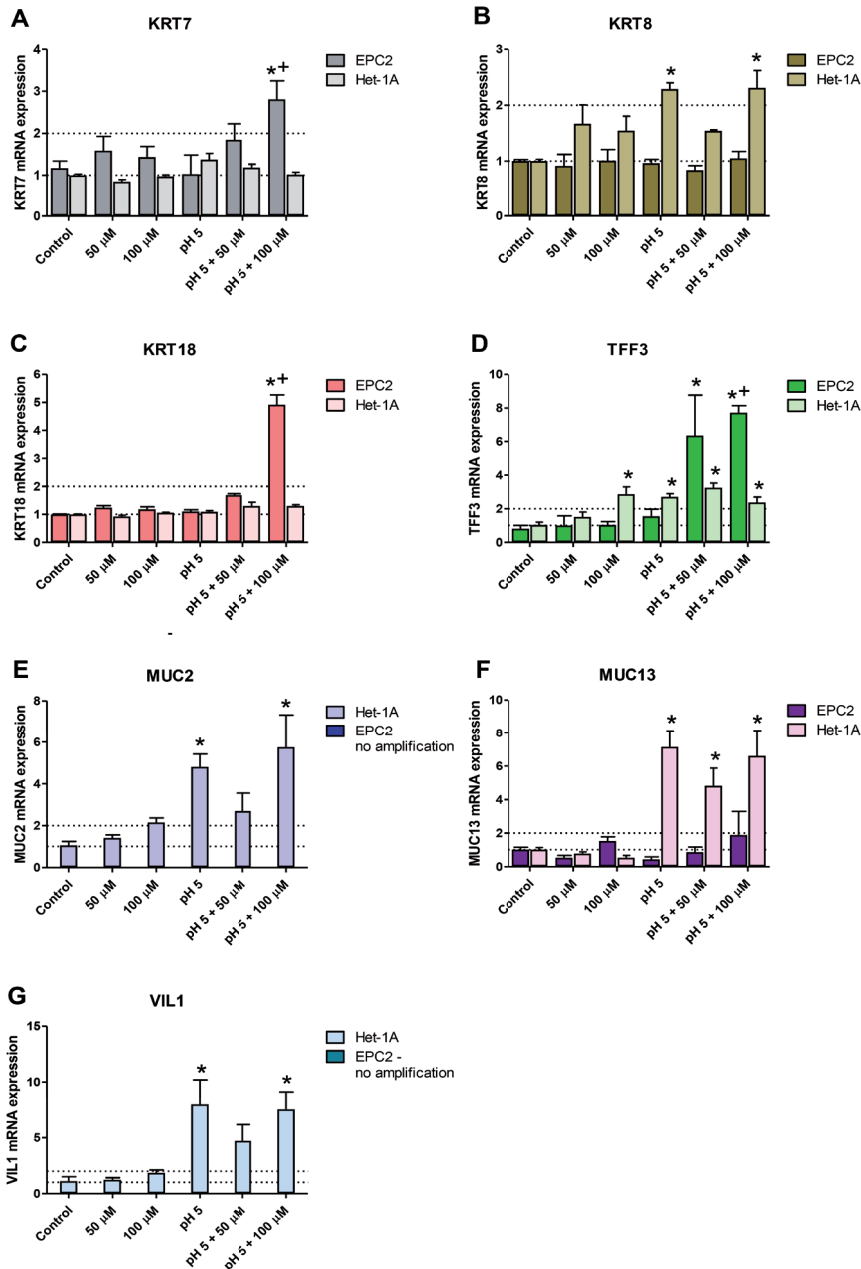 A
KRT7
KRT7 mRNA expression
4
3
2
1
0
*+
EPC2
Het-1A
Control
50 µM
100 µM
pH 5
pH 5 + 50 µM
pH 5 + 100 µM
B
KRT8
KRT8 mRNA expression
3
2
1
0
*
*
EPC2
Het-1A
Control
50 µM
100 µM
pH 5
pH 5 + 50 µM
pH 5 + 100 µM
C
KRT18
KRT18 mRNA expression
6
5
4
3
2
1
0
*+
EPC2
Het-1A
Control
50 µM
100 µM
pH 5
pH 5 + 50 µM
pH 5 + 100 µM
-
D
TFF3
TFF3 mRNA expression
10
8
6
4
2
0
*
*
*
*
*+
*
EPC2
Het-1A
Control
50 µM
100 µM
pH 5
pH 5 + 50 µM
pH 5 + 100 µM
E
MUC2
MUC2 mRNA expression
8
6
4
2
0
*
*
Het-1A
EPC2
no amplification
Control
50 µM
100 µM
pH 5
pH 5 + 50 µM
pH 5 + 100 µM
F
MUC13
MUC13 mRNA expression
10
8
6
4
2
0
*
*
*
EPC2
Het-1A
Control
50 µM
100 µM
pH 5
pH 5 + 50 µM
pH 5 + 100 µM
G
VIL1
VIL1 mRNA expression
15
10
5
0
*
*
Het-1A
EPC2 -
no amplification
Control
50 µM
100 µM
pH 5
pH 5 + 50 µM
pH 5 + 100 µM